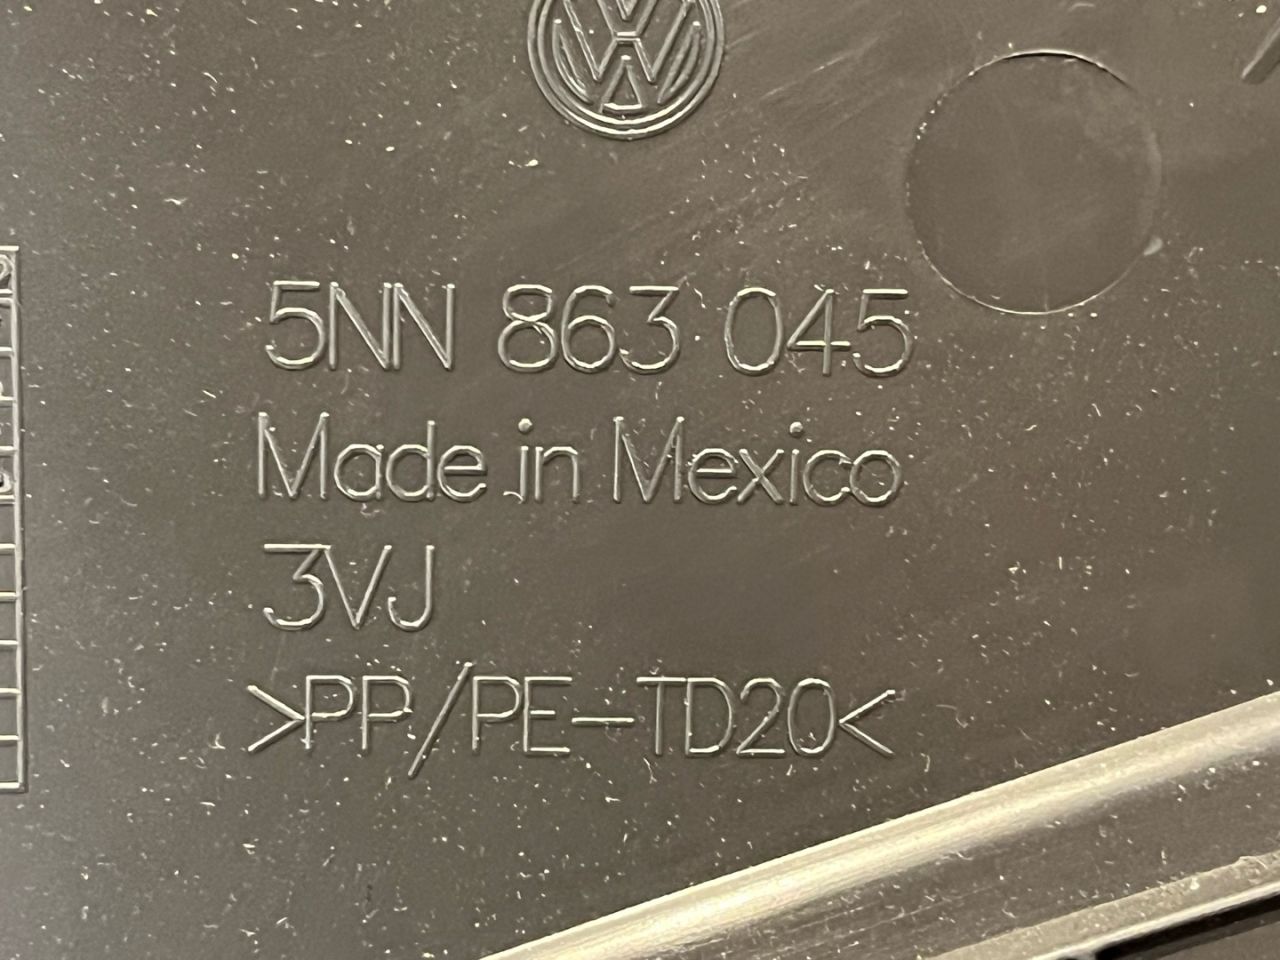 5NN 863 045
Made in Mexico
3VJ
>PP/PE-TD20<